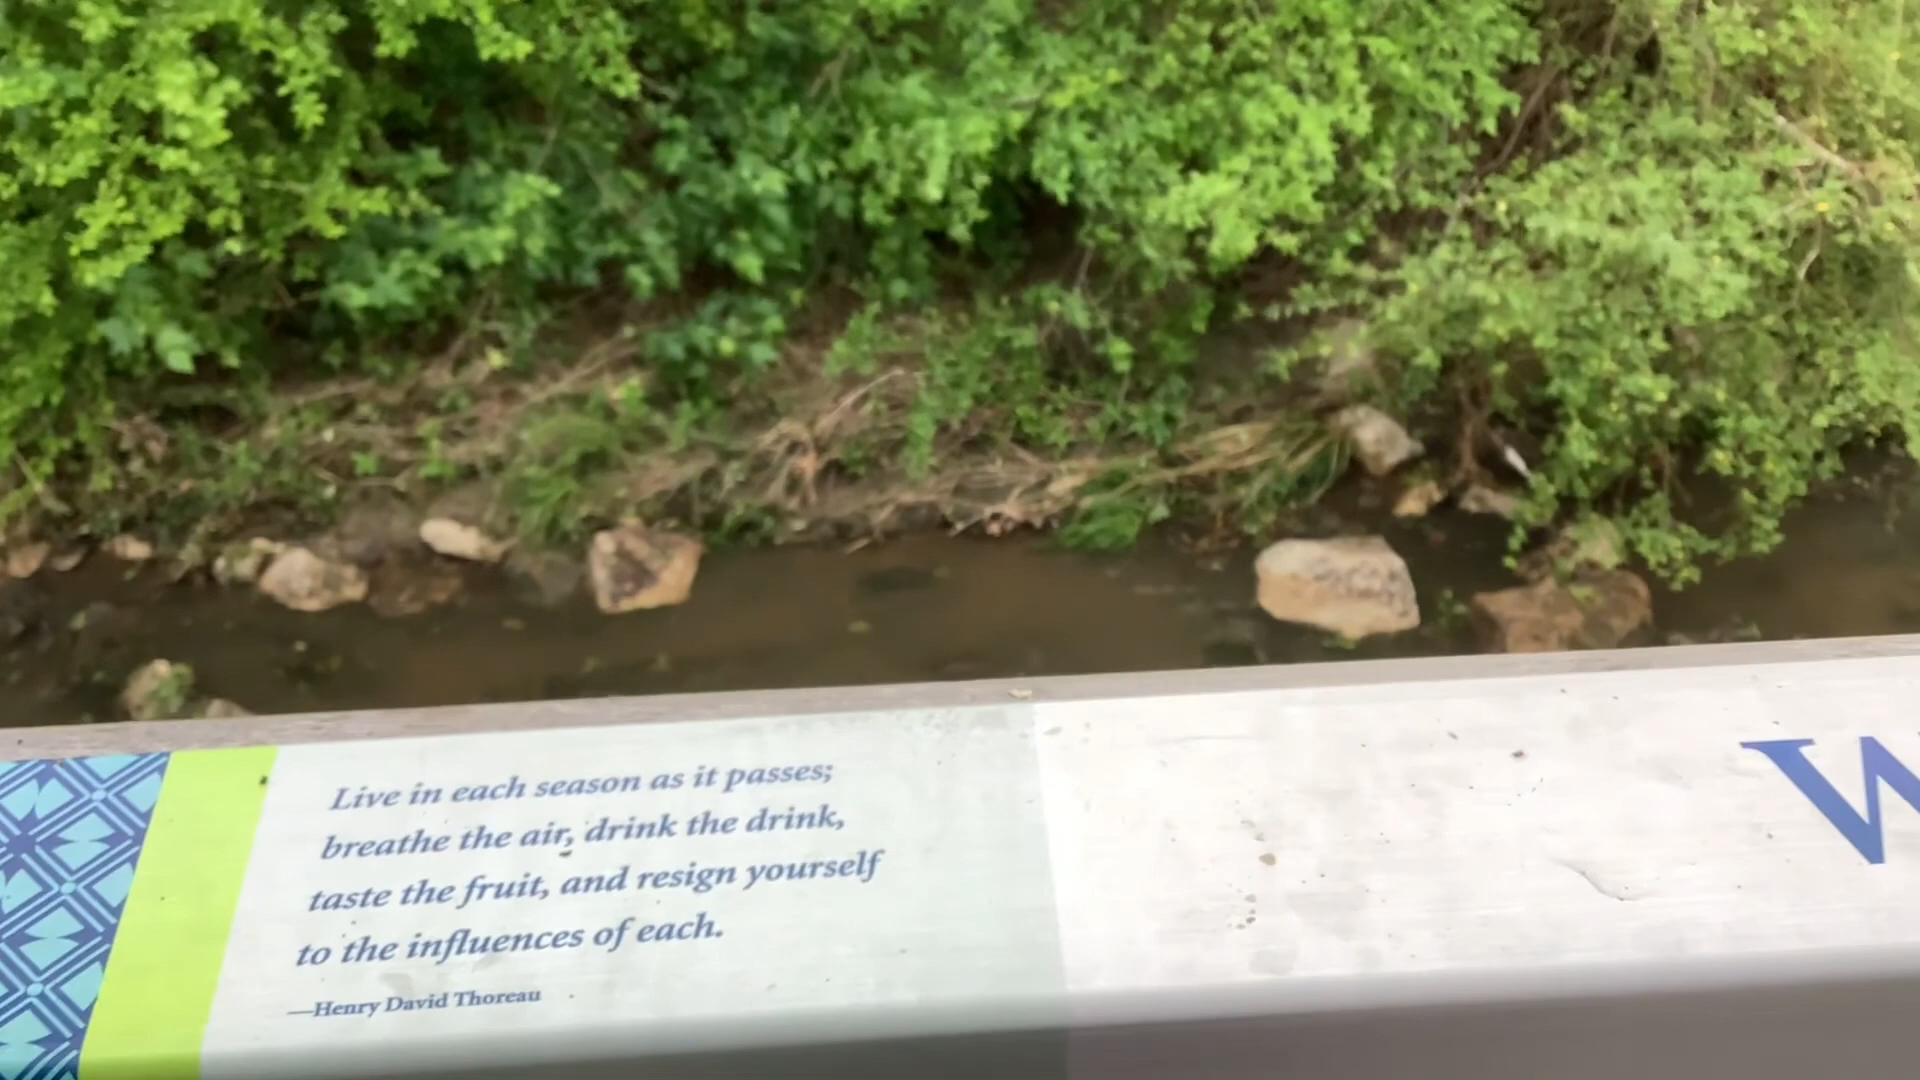 Live in each season as it passes;
breathe the air, drink the drink,
taste the fruit, and resign yourself
to the influences of each.
—Henry David Thoreau
W